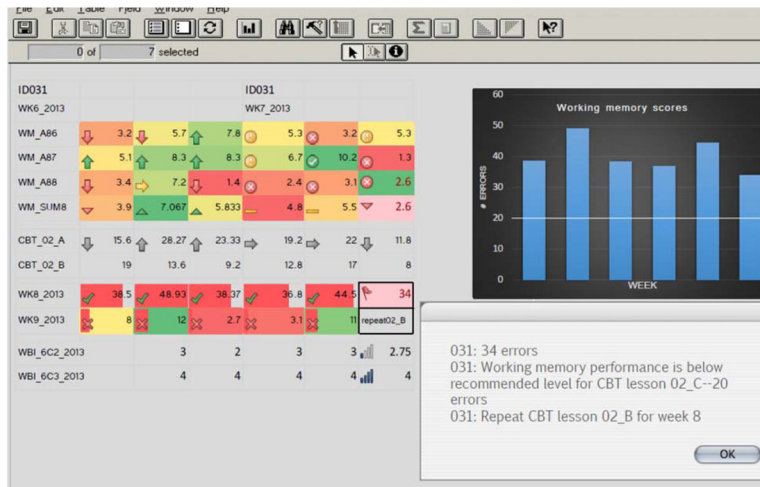 File Edit Table Field Window Help
0 of 7 selected
ID031 ID031
WK6_2013 WK7_2013
WM_A86 3.2 5.7 7.8 5.3 3.2 5.3
WM_A87 5.1 8.3 8.3 6.7 10.2 1.3
WM_A88 3.4 7.2 1.4 2.4 3.1 2.6
WM_SUM8 3.9 7.067 5.833 4.8 5.5 2.6
CBT_02_A 15.6 28.27 23.33 19.2 22 11.8
CBT_02_B 19 13.6 9.2 12.8 17 8
WK8_2013 38.5 48.93 38.37 36.8 44.5 34
WK9_2013 8 12 2.7 3.1 11 repeat02_B
WBI_6C2_2013 3 2 3 3 2.75
WBI_6C3_2013 4 4 4 4 4
Working memory scores
# ERRORS
60
50
40
30
20
10
0
WEEK
031: 34 errors
031: Working memory performance is below
recommended level for CBT lesson 02_C--20
errors
031: Repeat CBT lesson 02_B for week 8
OK